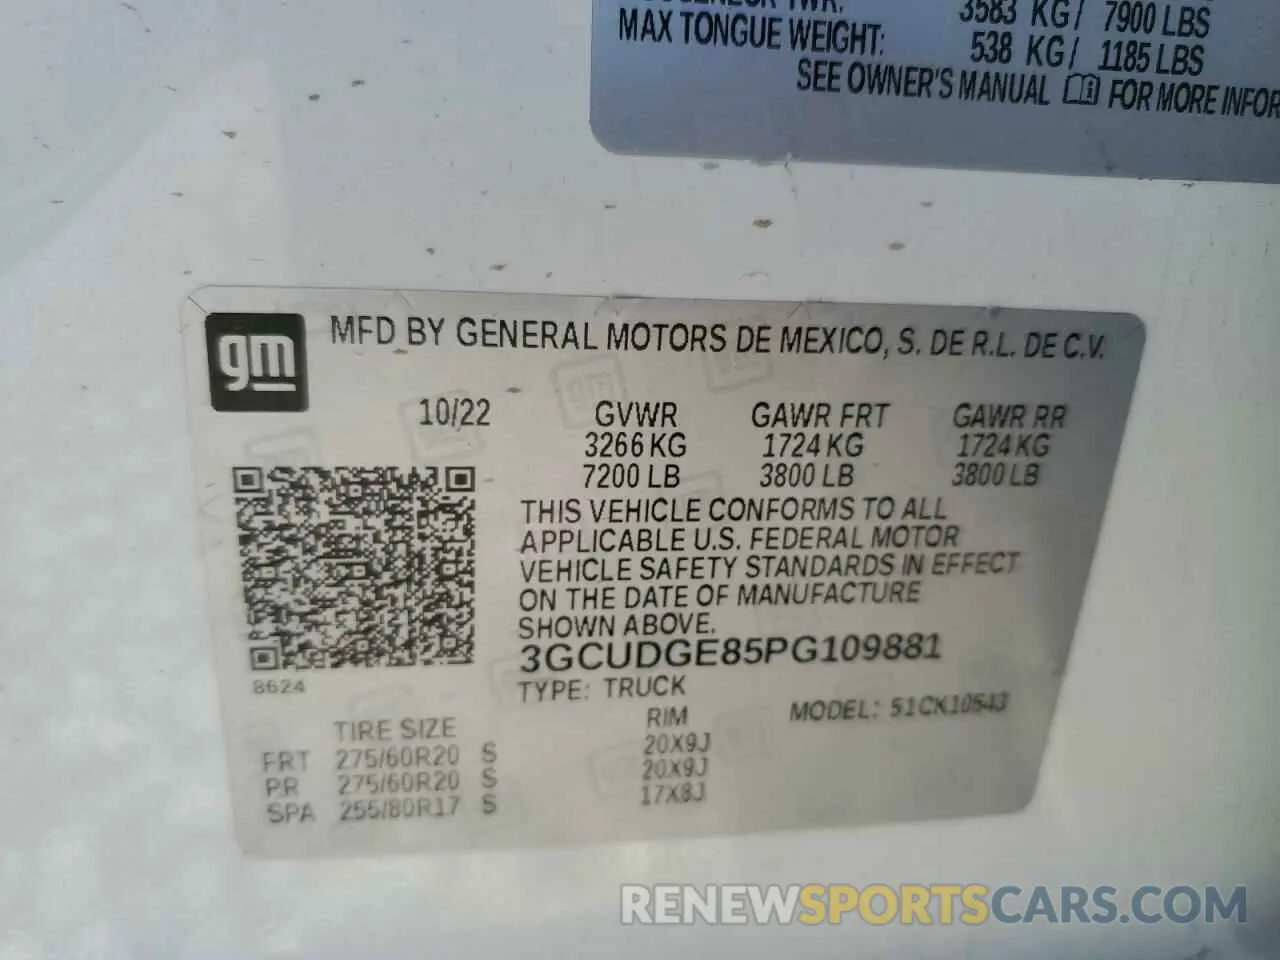 3583 KG/ 7900 LBS
MAX TONGUE WEIGHT: 538 KG/ 1185 LBS
SEE OWNER'S MANUAL FOR MORE INFOR
gm
MFD BY GENERAL MOTORS DE MEXICO, S. DE R.L. DE C.V.
10/22 GVWR GAWR FRT GAWR RR
3266 KG 1724 KG 1724 KG
7200 LB 3800 LB 3800 LB
THIS VEHICLE CONFORMS TO ALL
APPLICABLE U.S. FEDERAL MOTOR
VEHICLE SAFETY STANDARDS IN EFFECT
ON THE DATE OF MANUFACTURE
SHOWN ABOVE.
3GCUDGE85PG109881
8624
TYPE: TRUCK
MODEL: 51CK10543
TIRE SIZE RIM
FRT 275/60R20 S 20X9J
RR 275/60R20 S 20X9J
SPA 255/80R17 S 17X8J
RENEWSPORTSCARS.COM